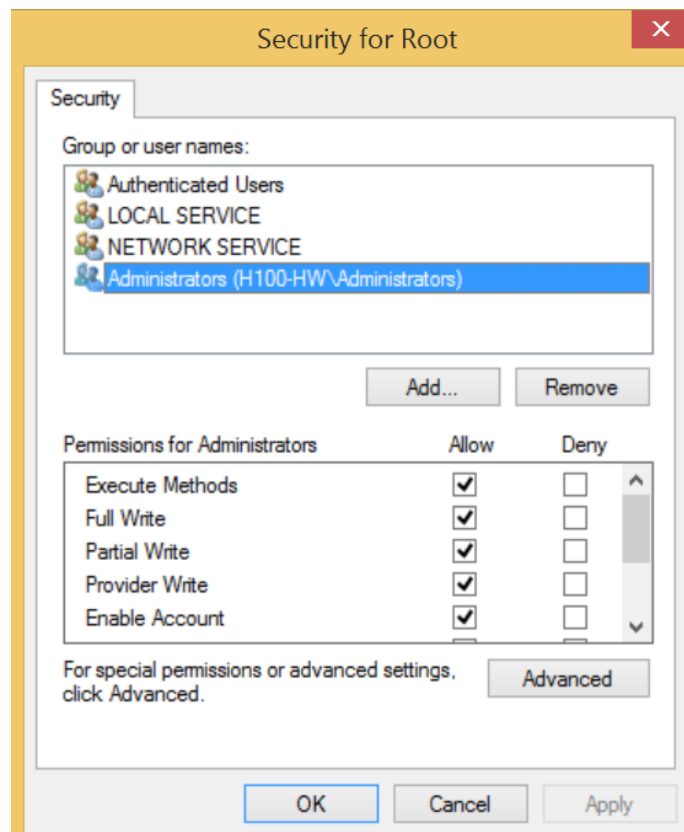 Security for Root
Security
Group or user names:
Authenticated Users
LOCAL SERVICE
NETWORK SERVICE
Administrators (H100-HW\Administrators)
Add... Remove
Permissions for Administrators Allow Deny
Execute Methods
Full Write
Partial Write
Provider Write
Enable Account
For special permissions or advanced settings,
click Advanced.
Advanced
OK Cancel Apply